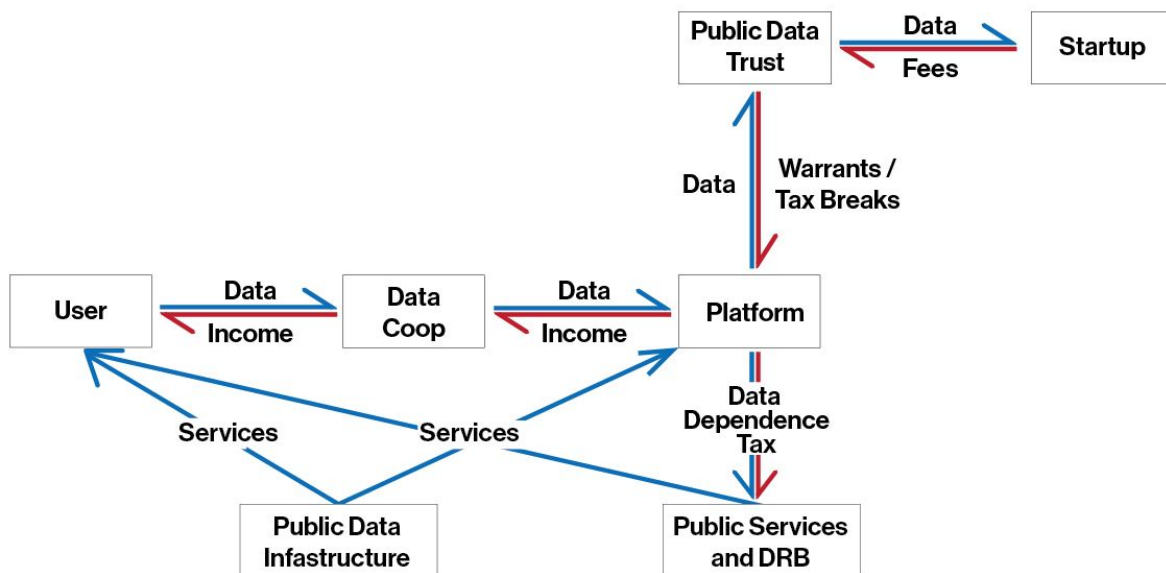 Public Data
Trust
Data
Fees
Startup
Data
Warrants /
Tax Breaks
User
Data
Income
Data
Coop
Data
Income
Platform
Services
Services
Data
Dependence
Tax
Public Data
Infastructure
Public Services
and DRB